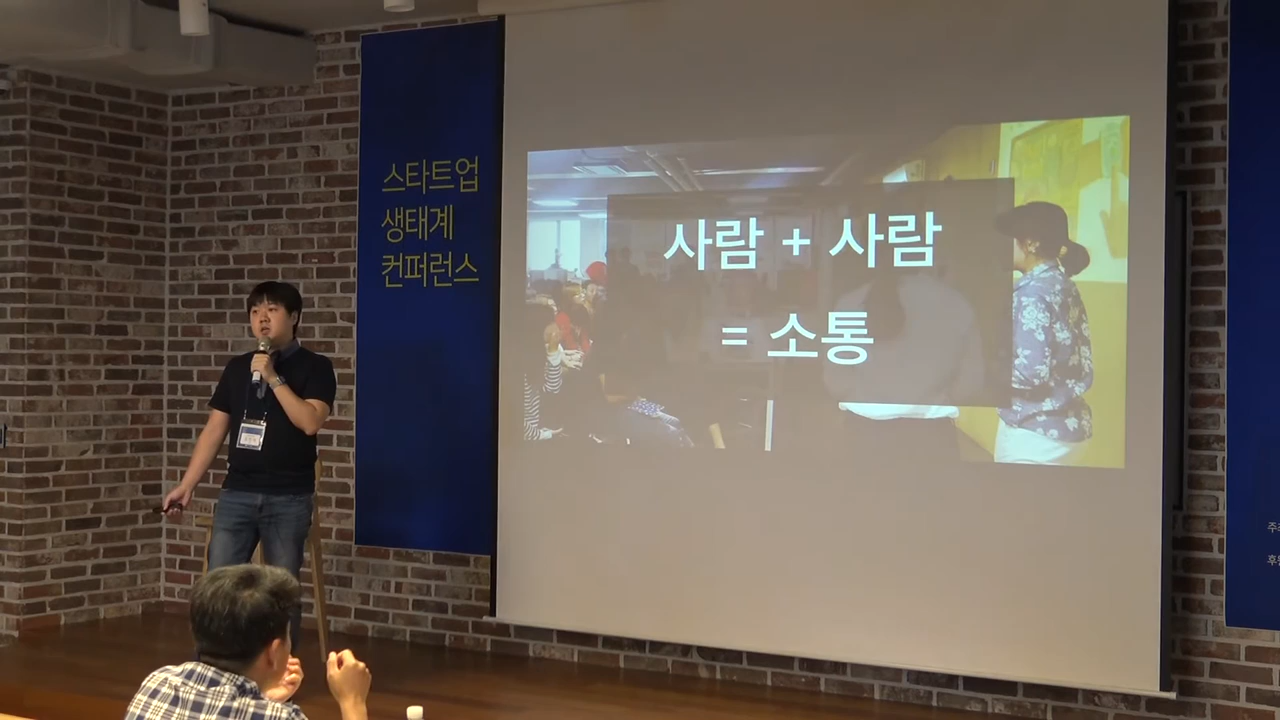 스타트업
생태계
컨퍼런스
사람 + 사람
= 소통